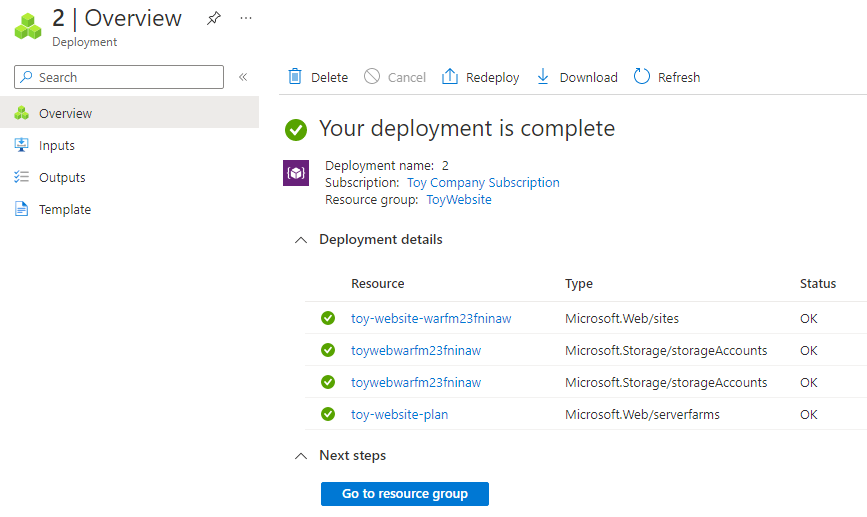 2 | Overview
...
Deployment
Search
«
Overview
Inputs
Outputs
Template
Delete Cancel Redeploy Download Refresh
Your deployment is complete
Deployment name: 2
Subscription: Toy Company Subscription
Resource group: ToyWebsite
Deployment details
Resource Type Status
toy-website-warfm23fninaw Microsoft.Web/sites OK
toywebwarfm23fninaw Microsoft.Storage/storageAccounts OK
toywebwarfm23fninaw Microsoft.Storage/storageAccounts OK
toy-website-plan Microsoft.Web/serverfarms OK
Next steps
Go to resource group